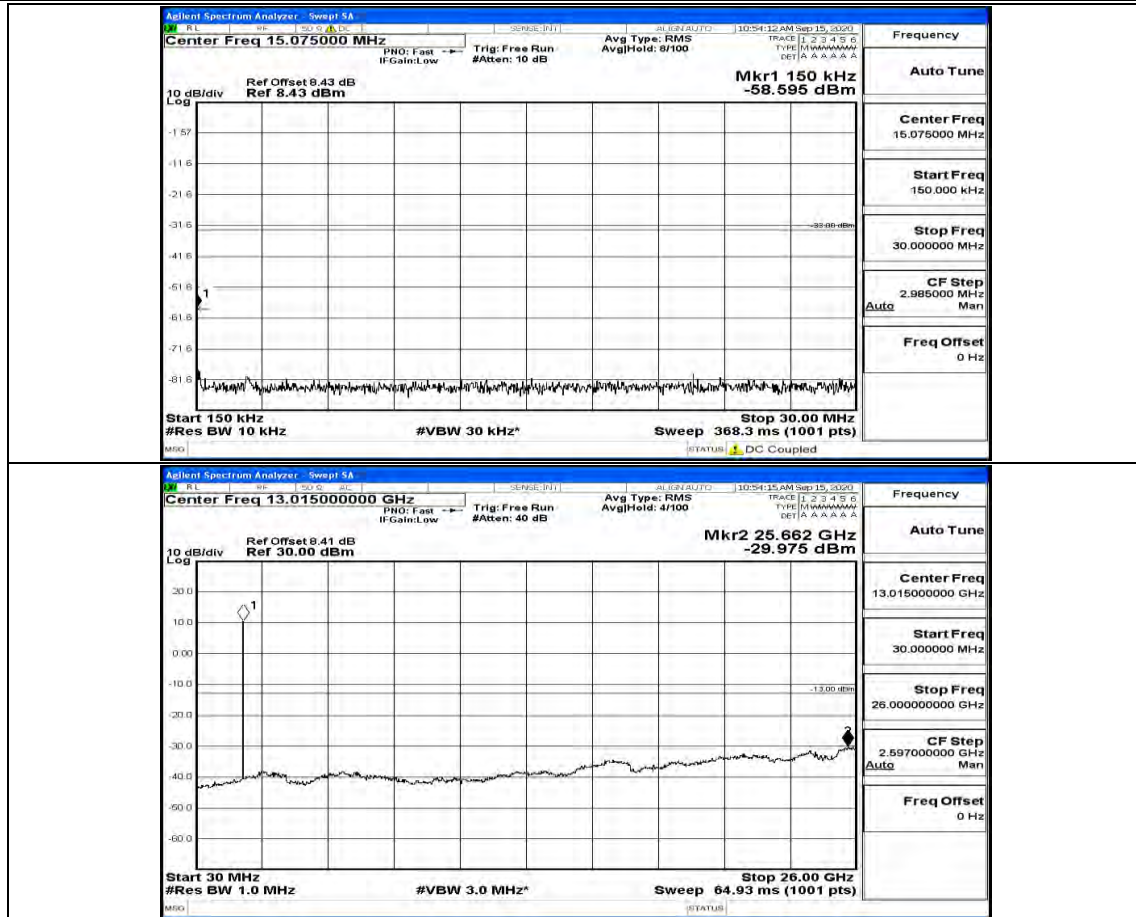 Agilent Spectrum Analyzer - Swept SA
RL RF 50 Ω DC SENSE:INT ALIGN AUTO 10:54:12 AM Sep 15, 2020
Center Freq 15.075000 MHz
PNO: Fast
IFGain:Low
Trig: Free Run
#Atten: 10 dB
Avg Type: RMS
Avg|Hold: 8/100
TRACE 1 2 3 4 5 6
TYPE M
DET A A A A A A
Ref Offset 8.43 dB
10 dB/div Ref 8.43 dBm
Log
Mkr1 150 kHz
-58.595 dBm
-1.57
-11.6
-21.6
-31.6
-33.00 dBm
-41.6
-51.6
1
-61.6
-71.6
-81.6
Start 150 kHz
Stop 30.00 MHz
#Res BW 10 kHz
#VBW 30 kHz*
Sweep 368.3 ms (1001 pts)
MSG
STATUS DC Coupled
Frequency
Auto Tune
Center Freq
15.075000 MHz
Start Freq
150.000 kHz
Stop Freq
30.000000 MHz
CF Step
2.985000 MHz
Auto Man
Freq Offset
0 Hz
Agilent Spectrum Analyzer - Swept SA
RL RF 50 Ω AC SENSE:INT ALIGN AUTO 10:54:15 AM Sep 15, 2020
Center Freq 13.015000000 GHz
PNO: Fast
IFGain:Low
Trig: Free Run
#Atten: 40 dB
Avg Type: RMS
Avg|Hold: 4/100
TRACE 1 2 3 4 5 6
TYPE M
DET A A A A A A
Ref Offset 8.41 dB
10 dB/div Ref 30.00 dBm
Log
Mkr2 25.662 GHz
-29.975 dBm
20.0
1
10.0
0.00
-10.0
-13.00 dBm
-20.0
2
-30.0
-40.0
-50.0
-60.0
Start 30 MHz
Stop 26.00 GHz
#Res BW 1.0 MHz
#VBW 3.0 MHz*
Sweep 64.93 ms (1001 pts)
MSG
STATUS
Frequency
Auto Tune
Center Freq
13.015000000 GHz
Start Freq
30.000000 MHz
Stop Freq
26.000000000 GHz
CF Step
2.597000000 GHz
Auto Man
Freq Offset
0 Hz